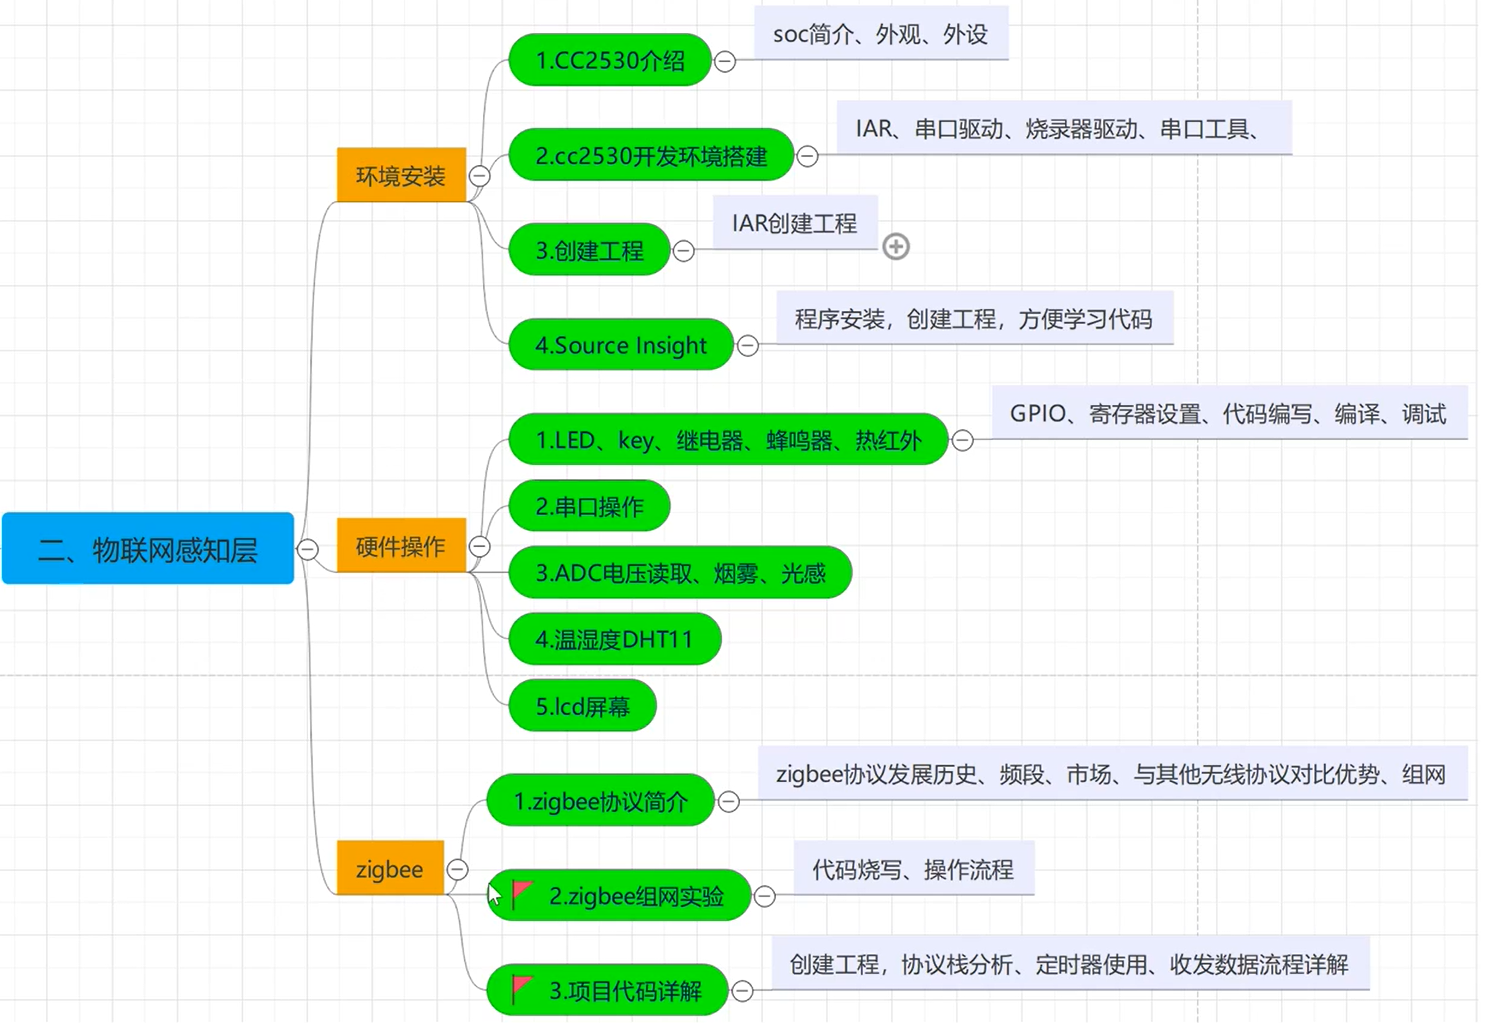 soc简介、外观、外设
1.CC2530介绍
IAR、串口驱动、烧录器驱动、串口工具、
2.cc2530开发环境搭建
环境安装
IAR创建工程
3.创建工程
程序安装，创建工程，方便学习代码
4.Source Insight
GPIO、寄存器设置、代码编写、编译、调试
1.LED、key、继电器、蜂鸣器、热红外
2.串口操作
二、物联网感知层
硬件操作
3.ADC电压读取、烟雾、光感
4.温湿度DHT11
5.lcd屏幕
zigbee协议发展历史、频段、市场、与其他无线协议对比优势、组网
1.zigbee协议简介
zigbee
代码烧写、操作流程
2.zigbee组网实验
创建工程，协议栈分析、定时器使用、收发数据流程详解
3.项目代码详解